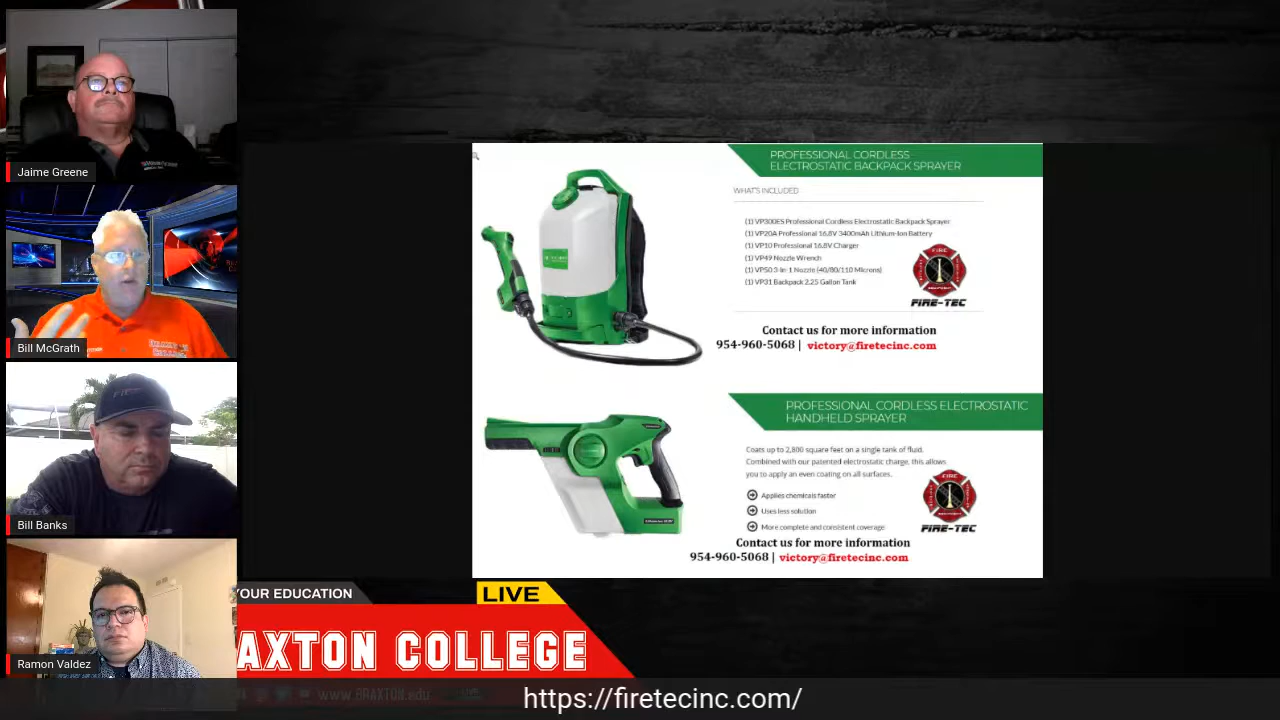 Jaime Greene
Bill McGrath
Bill Banks
Ramon Valdez
PROFESSIONAL CORDLESS
ELECTROSTATIC BACKPACK SPRAYER
WHAT'S INCLUDED
(1) VP300ES Professional Cordless Electrostatic Backpack Sprayer
(1) VP20A Professional 16.8V 3400mAh Lithium-Ion Battery
(1) VP10 Professional 16.8V Charger
(1) VP49 Nozzle Wrench
(1) VP50 3-in-1 Nozzle (40/80/110 Microns)
(1) VP31 Backpack 2.25 Gallon Tank
FIRE
FIRE-TEC
Contact us for more information
954-960-5068 | victory@firetecinc.com
PROFESSIONAL CORDLESS ELECTROSTATIC
HANDHELD SPRAYER
Coats up to 2,800 square feet on a single tank of fluid.
Combined with our patented electrostatic charge, this allows
you to apply an even coating on all surfaces.
Applies chemicals faster
Uses less solution
More complete and consistent coverage
FIRE
FIRE-TEC
Contact us for more information
954-960-5068 | victory@firetecinc.com
YOUR EDUCATION
LIVE
AXTON COLLEGE
www.BRAXTON.edu
LIVE
https://firetecinc.com/